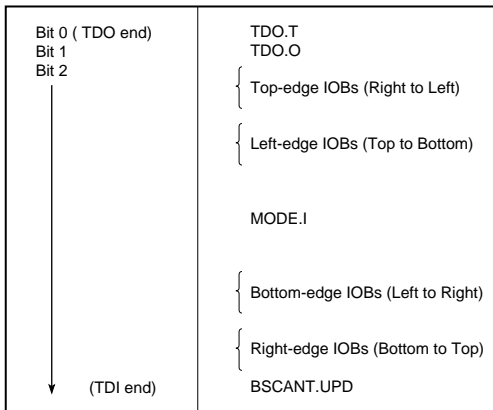 Bit 0 ( TDO end) TDO.T
Bit 1 TDO.O
Bit 2
Top-edge IOBs (Right to Left)
Left-edge IOBs (Top to Bottom)
MODE.I
Bottom-edge IOBs (Left to Right)
Right-edge IOBs (Bottom to Top)
(TDI end) BSCANT.UPD